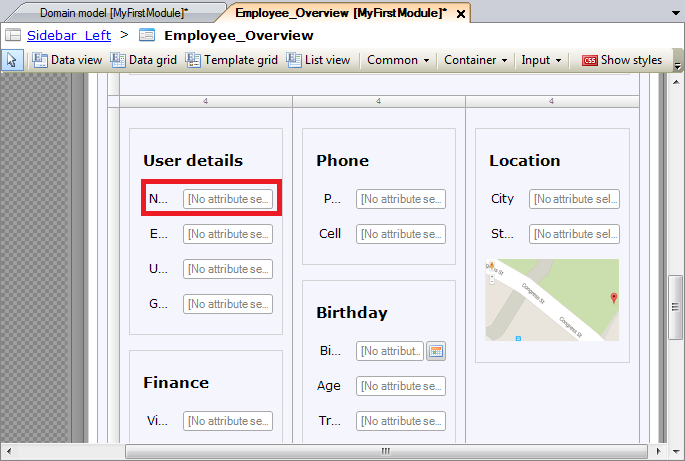 Domain model [MyFirstModule]*
Employee_Overview [MyFirstModule]*
Sidebar_Left > Employee_Overview
Data view Data grid Template grid List view Common Container Input CSS Show styles
4 4 4
User details
N... [No attribute se...
E... [No attribute se...
U... [No attribute se...
G... [No attribute se...
Finance
Vi... [No attribute se...
Phone
P... [No attribute se...
Cell [No attribute se...
Birthday
Bi... [No attribut...
Age [No attribute se...
Tr... [No attribute se...
Location
City [No attribute sel...
St... [No attribute sel...
Congress St
Congress St